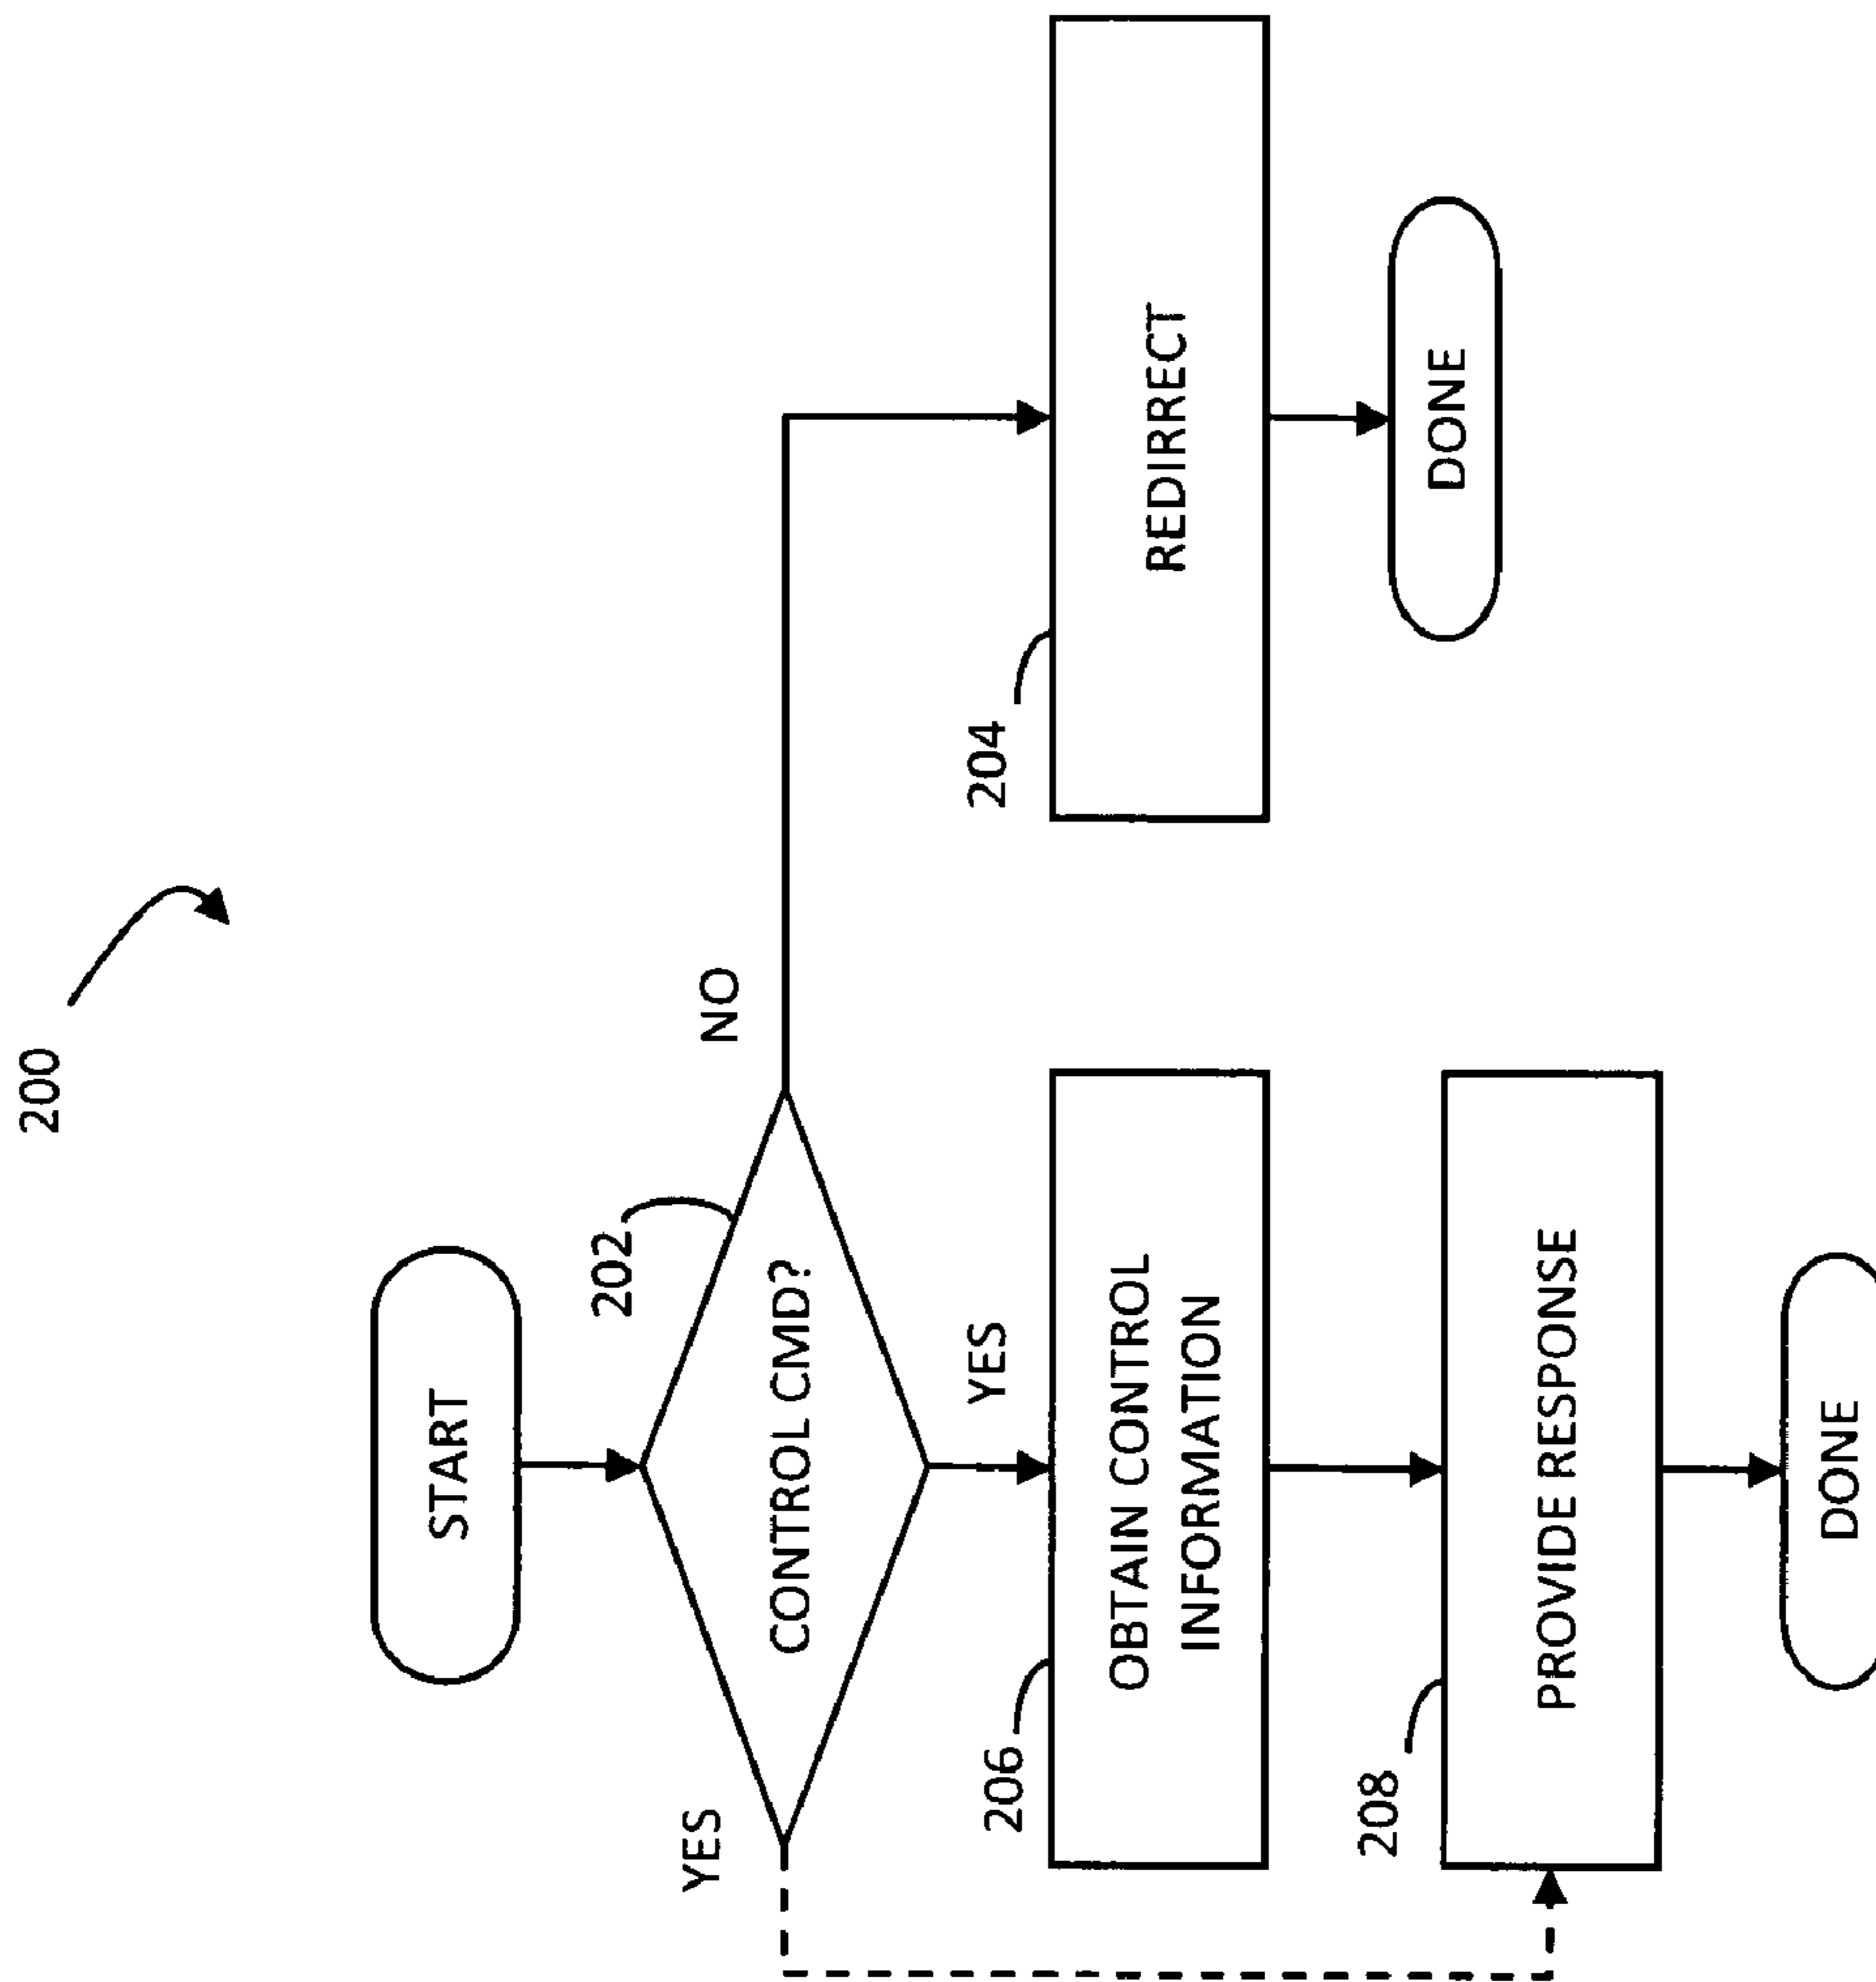 200
START
202
CONTROL CMD?
YES
NO
YES
206
OBTAIN CONTROL
INFORMATION
204
REDIRRECT
DONE
208
PROVIDE RESPONSE
DONE